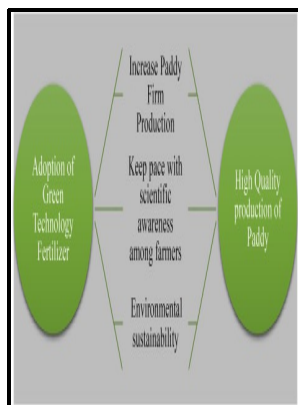 Adoption of
Green
Technology
Fertilizer
Increase Paddy
Firm
Production
Keep pace with
scientific
awareness
among farmers
Environmental
sustainability
High Quality
production of
Paddy